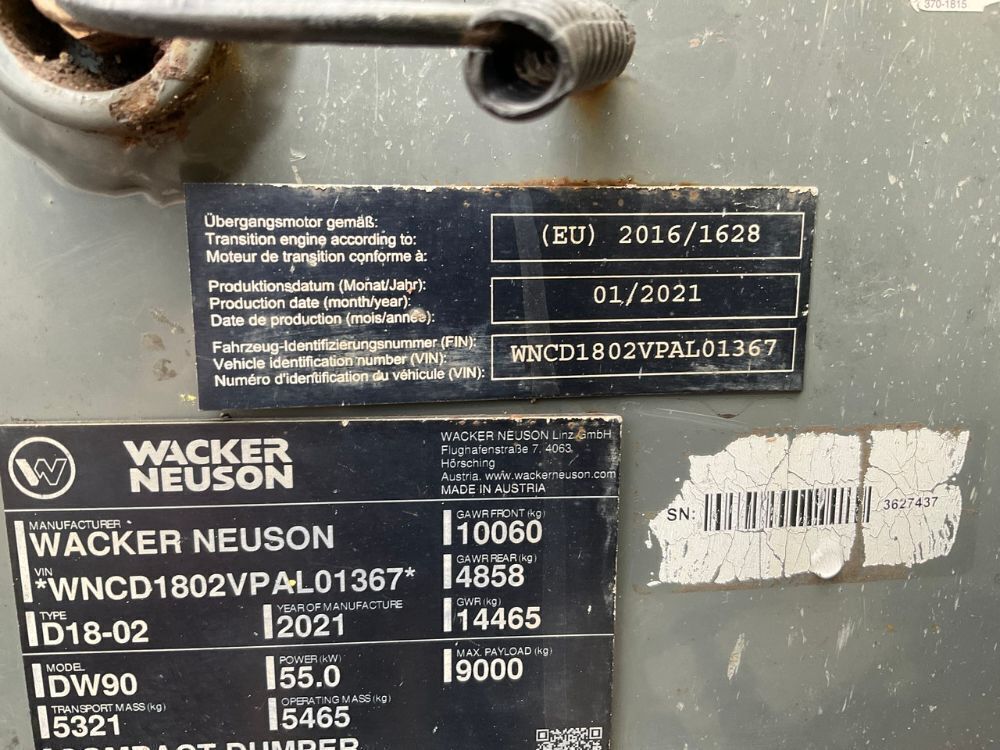 370-1B15
Übergangsmotor gemäß:
Transition engine according to:
Moteur de transition conforme à:
(EU) 2016/1628
Produktionsdatum (Monat/Jahr):
Production date (month/year):
Date de production (mois/année):
01/2021
Fahrzeug-Identifizierungsnummer (FIN):
Vehicle identification number (VIN):
Numéro d'identification du véhicule (VIN):
WNCD1802VPAL01367
W
WACKER
NEUSON
WACKER NEUSON Linz GmbH
Flughafenstraße 7, 4063
Hörsching
Austria. www.wackerneuson.com
MADE IN AUSTRIA
MANUFACTURER
WACKER NEUSON
VIN
*WNCD1802VPAL01367*
TYPE
D18-02
YEAR OF MANUFACTURE
2021
GAWR FRONT (kg)
10060
GAWR REAR (kg)
4858
GWR (kg)
14465
MODEL
DW90
POWER (kW)
55.0
MAX. PAYLOAD (kg)
9000
TRANSPORT MASS (kg)
5321
OPERATING MASS (kg)
5465
COMPACT DUMPER
SN: 3627437